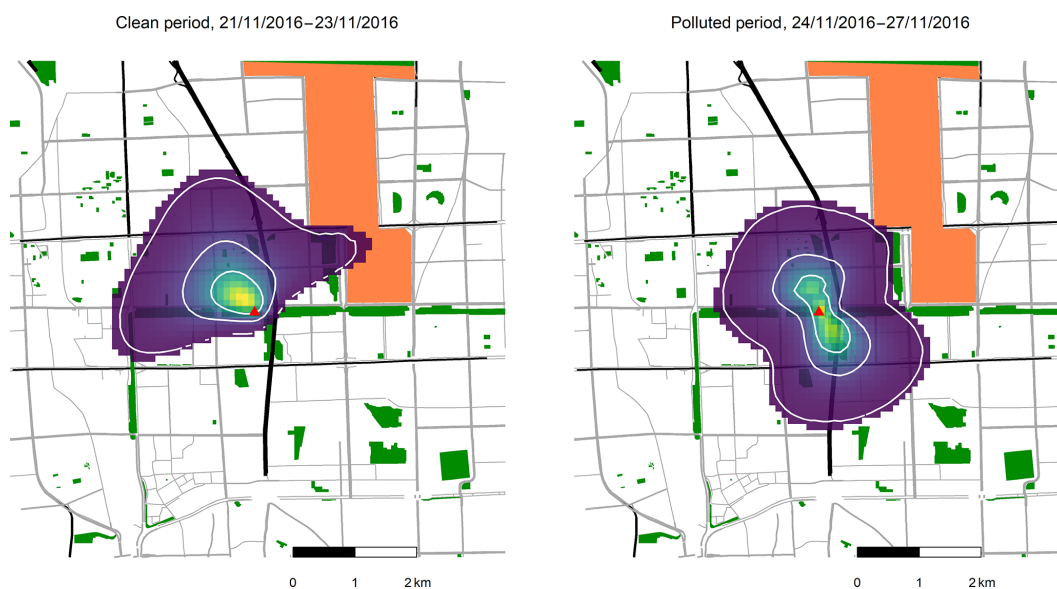 Clean period, 21/11/2016−23/11/2016
Polluted period, 24/11/2016−27/11/2016
0 1 2 km
0 1 2 km